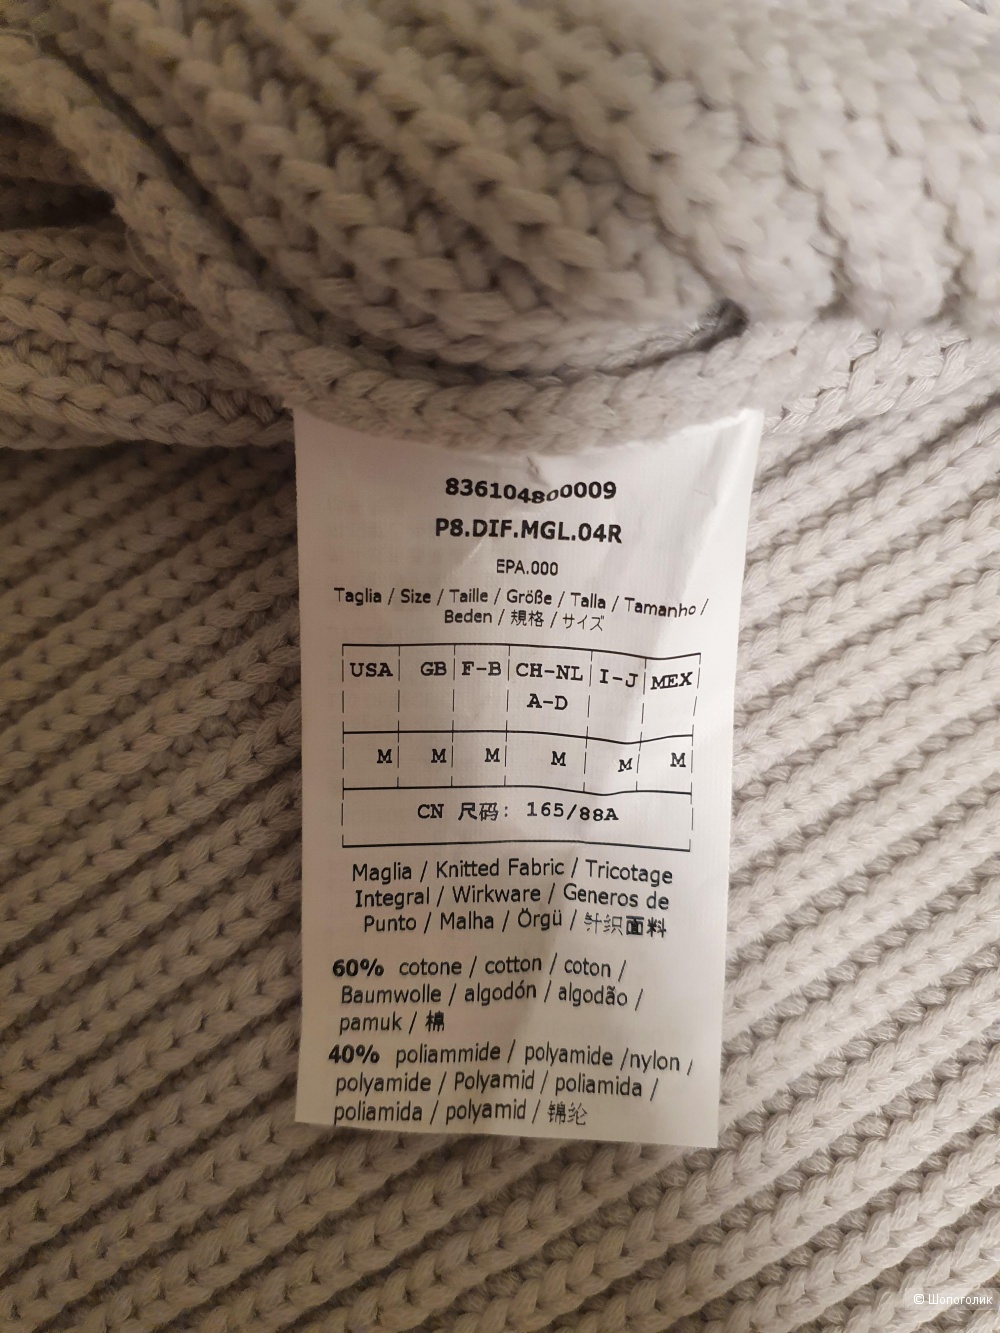 836104800009
P8.DIF.MGL.04R
EPA.000
Taglia / Size / Taille / Größe / Talla / Tamanho /
Beden / 規格 / サイズ
USA GB F-B CH-NL A-D I-J MEX
M M M M M M
CN 尺码: 165/88A
Maglia / Knitted Fabric / Tricotage
Integral / Wirkware / Generos de
Punto / Malha / Örgü / 针织面料
60% cotone / cotton / coton /
Baumwolle / algodón / algodão /
pamuk / 棉
40% poliammide / polyamide /nylon /
polyamide / Polyamid / poliamida /
poliamida / polyamid / 锦纶
© Шопоголик